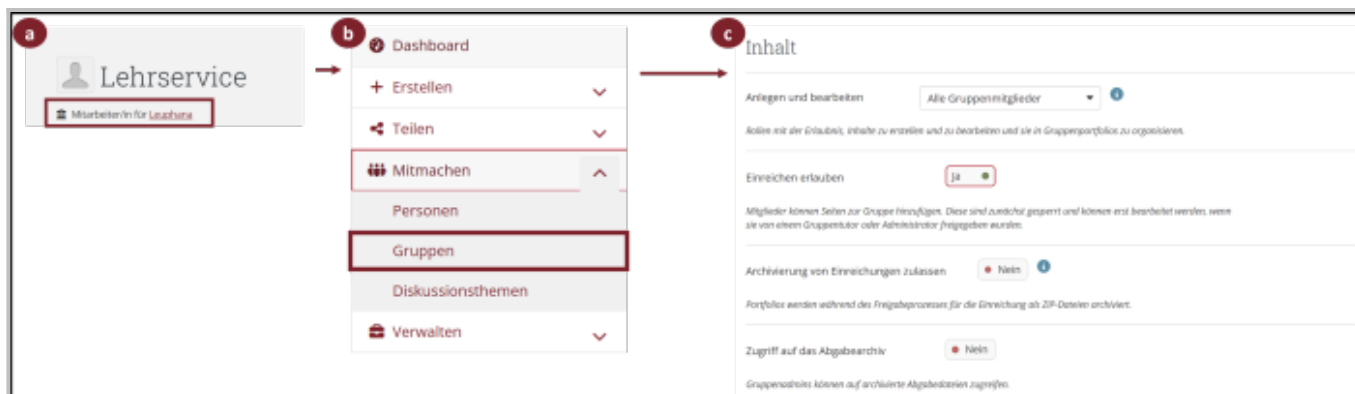 a
Lehrservice
Mitarbeiter/in für Leuphana
b
Dashboard
Erstellen
Teilen
Mitmachen
Personen
Gruppen
Diskussionsthemen
Verwalten
c
Inhalt
Anlegen und bearbeiten
Alle Gruppenmitglieder
Rollen mit der Erlaubnis, Inhalte zu erstellen und zu bearbeiten und sie in Gruppenportfolios zu organisieren.
Einreichen erlauben
Ja
Mitglieder können Seiten zur Gruppe hinzufügen. Diese sind zunächst gesperrt und können erst bearbeitet werden, wenn
sie von einem Gruppentutor oder Administrator freigegeben wurden.
Archivierung von Einreichungen zulassen
Nein
Portfolios werden während des Freigabeprozesses für die Einreichung als ZIP-Dateien archiviert.
Zugriff auf das Abgabearchiv
Nein
Gruppenadmins können auf archivierte Abgabedateien zugreifen.